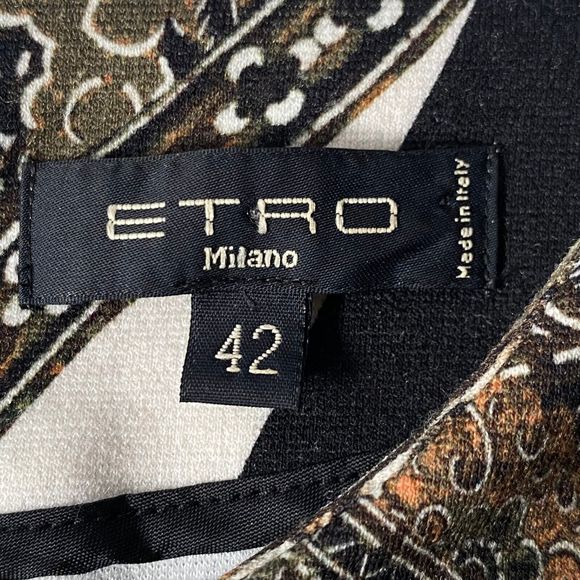 ETRO
Milano
Made in Italy
42